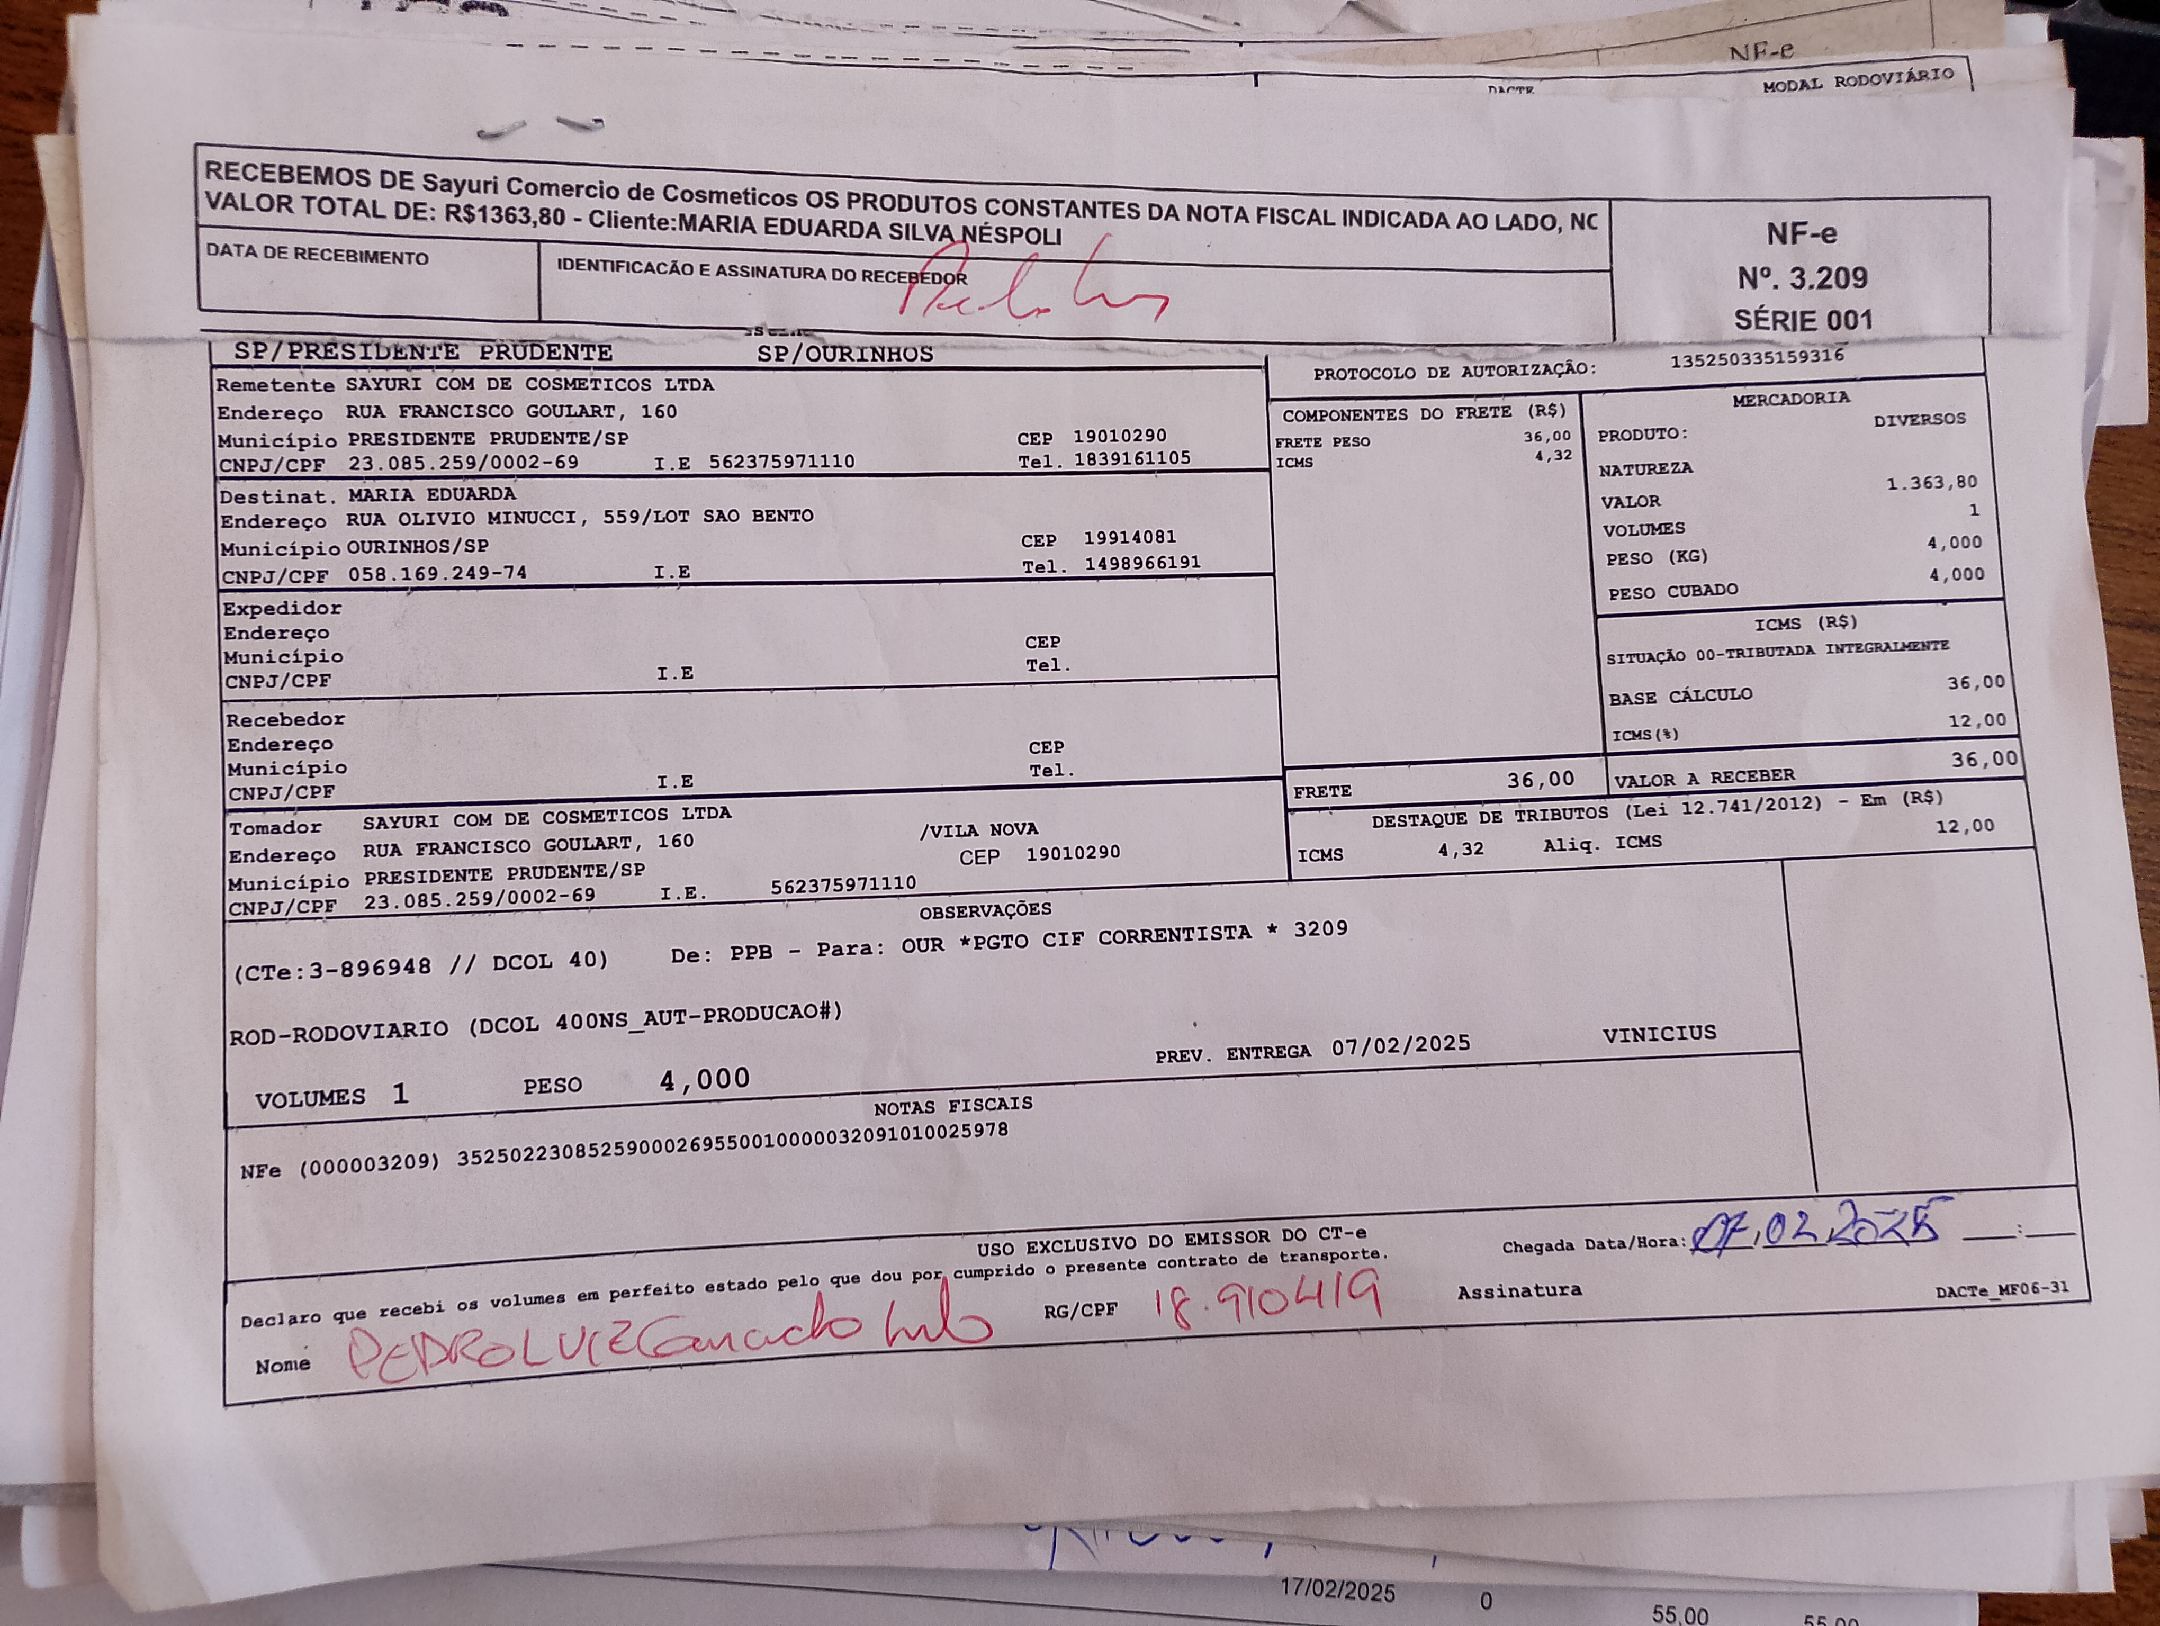 NF-e
DACTE MODAL RODOVIÁRIO
RECEBEMOS DE Sayuri Comercio de Cosmeticos OS PRODUTOS CONSTANTES DA NOTA FISCAL INDICADA AO LADO, NO
VALOR TOTAL DE: R$1363,80 - Cliente:MARIA EDUARDA SILVA NÉSPOLI
DATA DE RECEBIMENTO
IDENTIFICACÃO E ASSINATURA DO RECEBEDOR
NF-e
Nº. 3.209
SÉRIE 001
SP/PRESIDENTE PRUDENTE SP/OURINHOS
PROTOCOLO DE AUTORIZAÇÂO: 135250335159316
Remetente SAYURI COM DE COSMETICOS LTDA
Endereço RUA FRANCISCO GOULART, 160
Município PRESIDENTE PRUDENTE/SP CEP 19010290
CNPJ/CPF 23.085.259/0002-69 I.E 562375971110 Tel. 1839161105
Destinat. MARIA EDUARDA
Endereço RUA OLIVIO MINUCCI, 559/LOT SAO BENTO
Município OURINHOS/SP CEP 19914081
CNPJ/CPF 058.169.249-74 I.E Tel. 1498966191
Expedidor
Endereço
Município CEP
CNPJ/CPF I.E Tel.
Recebedor
Endereço
Município CEP
CNPJ/CPF I.E Tel.
Tomador SAYURI COM DE COSMETICOS LTDA
Endereço RUA FRANCISCO GOULART, 160 /VILA NOVA
Município PRESIDENTE PRUDENTE/SP CEP 19010290
CNPJ/CPF 23.085.259/0002-69 I.E. 562375971110
COMPONENTES DO FRETE (R$)
FRETE PESO 36,00
ICMS 4,32
MERCADORIA
PRODUTO: DIVERSOS
NATUREZA
VALOR 1.363,80
VOLUMES 1
PESO (KG) 4,000
PESO CUBADO 4,000
ICMS (R$)
SITUAÇÃO 00-TRIBUTADA INTEGRALMENTE
BASE CÁLCULO 36,00
ICMS(%) 12,00
FRETE 36,00 VALOR A RECEBER 36,00
DESTAQUE DE TRIBUTOS (Lei 12.741/2012) - Em (R$)
ICMS 4,32 Aliq. ICMS 12,00
OBSERVAÇÕES
(CTe:3-896948 // DCOL 40) De: PPB - Para: OUR *PGTO CIF CORRENTISTA * 3209
ROD-RODOVIARIO (DCOL 400NS_AUT-PRODUCAO#)
VOLUMES 1 PESO 4,000 PREV. ENTREGA 07/02/2025 VINICIUS
NOTAS FISCAIS
NFe (000003209) 35250223085259000269550010000032091010025978
USO EXCLUSIVO DO EMISSOR DO CT-e
Declaro que recebi os volumes em perfeito estado pelo que dou por cumprido o presente contrato de transporte.
Chegada Data/Hora: 07,02,2025 :
Nome PEDRO LUIZ RG/CPF 18.910419 Assinatura
DACTe_MF06-31
17/02/2025 0 55,00 55,00